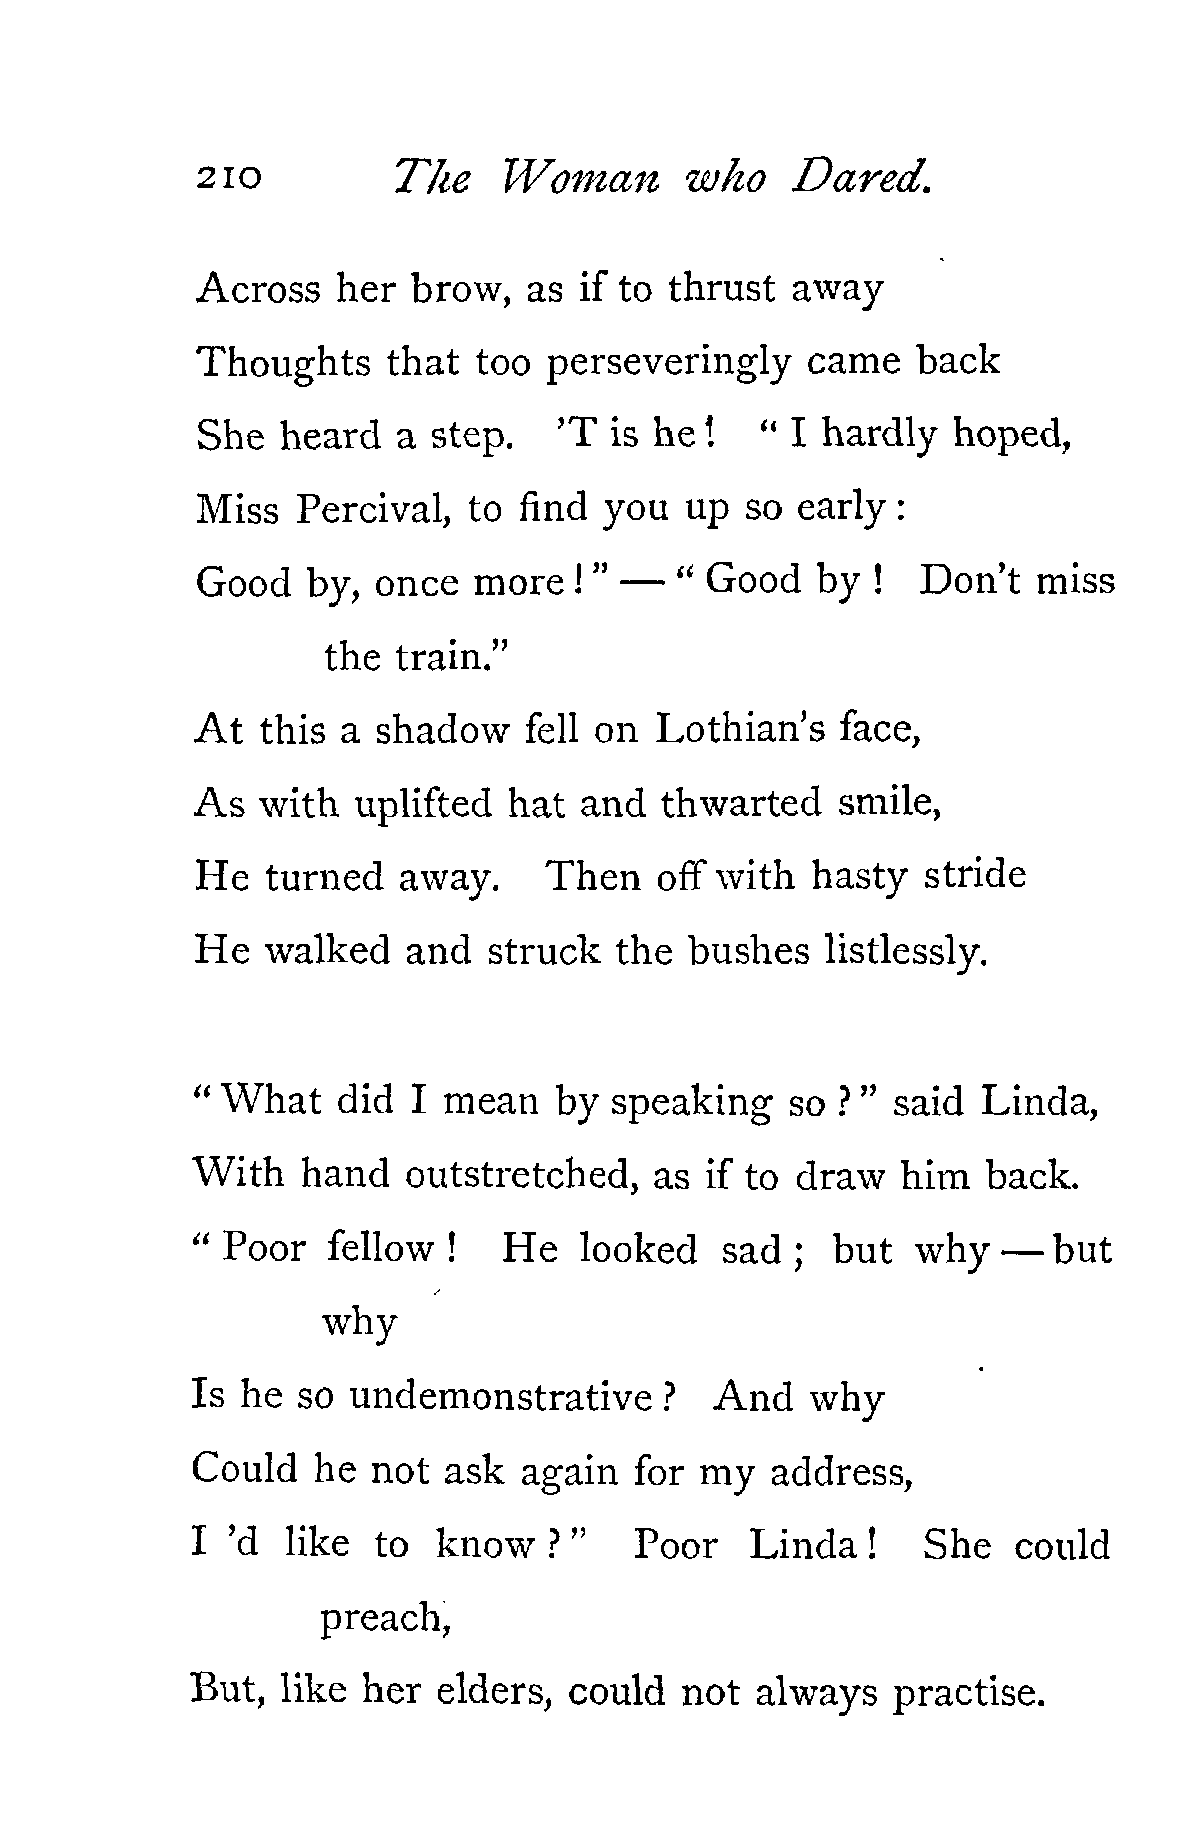 210 The Woman who Dared.
Across her brow, as if to thrust away
Thoughts that too perseveringly came back
She heard a step. 'T is he! "I hardly hoped,
Miss Percival, to find you up so early:
Good by, once more!" — "Good by! Don't miss
the train."
At this a shadow fell on Lothian's face,
As with uplifted hat and thwarted smile,
He turned away. Then off with hasty stride
He walked and struck the bushes listlessly.
"What did I mean by speaking so?" said Linda,
With hand outstretched, as if to draw him back.
"Poor fellow! He looked sad; but why — but
why
Is he so undemonstrative? And why
Could he not ask again for my address,
I 'd like to know?" Poor Linda! She could
preach,
But, like her elders, could not always practise.